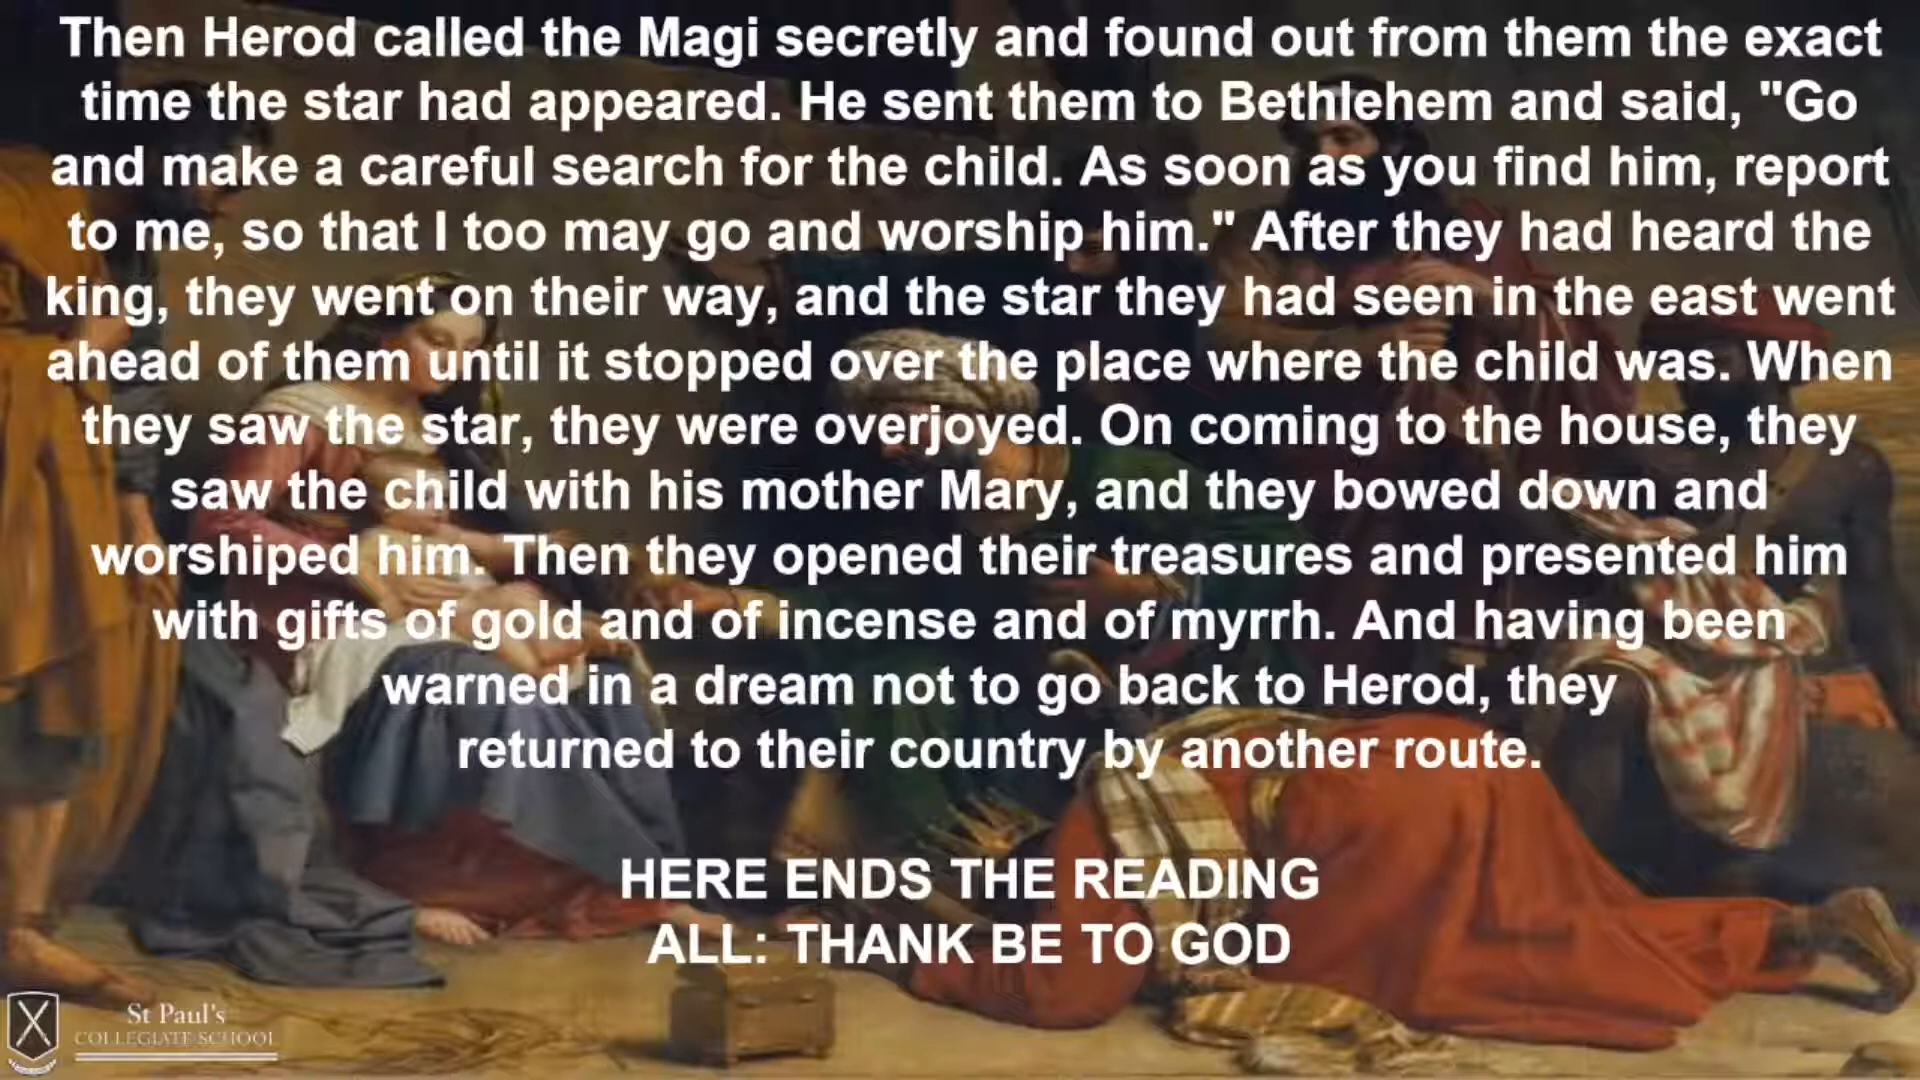 Then Herod called the Magi secretly and found out from them the exact
time the star had appeared. He sent them to Bethlehem and said, "Go
and make a careful search for the child. As soon as you find him, report
to me, so that I too may go and worship him." After they had heard the
king, they went on their way, and the star they had seen in the east went
ahead of them until it stopped over the place where the child was. When
they saw the star, they were overjoyed. On coming to the house, they
saw the child with his mother Mary, and they bowed down and
worshiped him. Then they opened their treasures and presented him
with gifts of gold and of incense and of myrrh. And having been
warned in a dream not to go back to Herod, they
returned to their country by another route.
HERE ENDS THE READING
ALL: THANK BE TO GOD
St Paul's
COLLEGIATE SCHOOL